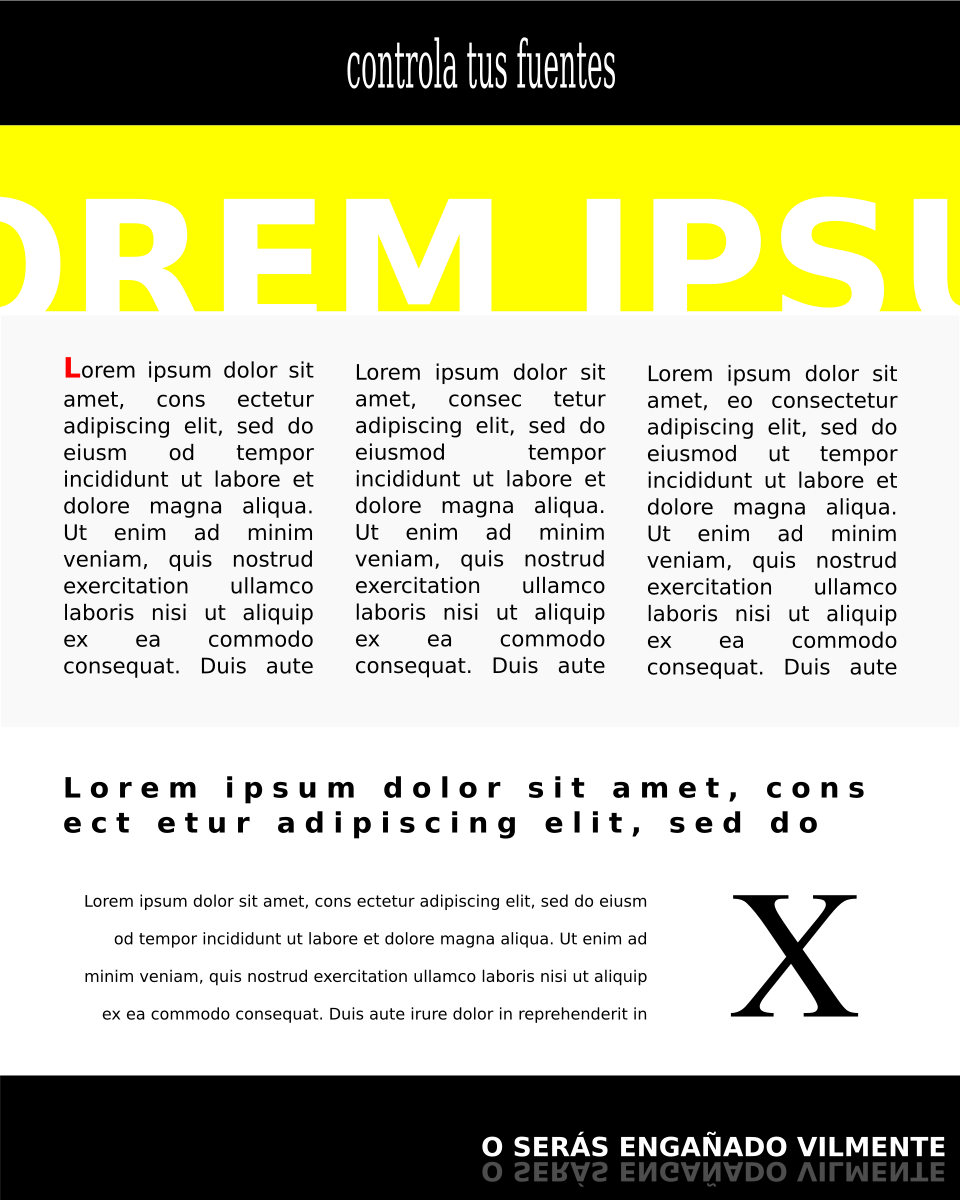 controla tus fuentes
OREM IPSU
Lorem ipsum dolor sit
amet, cons ectetur
adipiscing elit, sed do
eiusm od tempor
incididunt ut labore et
dolore magna aliqua.
Ut enim ad minim
veniam, quis nostrud
exercitation ullamco
laboris nisi ut aliquip
ex ea commodo
consequat. Duis aute
Lorem ipsum dolor sit
amet, consec tetur
adipiscing elit, sed do
eiusmod tempor
incididunt ut labore et
dolore magna aliqua.
Ut enim ad minim
veniam, quis nostrud
exercitation ullamco
laboris nisi ut aliquip
ex ea commodo
consequat. Duis aute
Lorem ipsum dolor sit
amet, eo consectetur
adipiscing elit, sed do
eiusmod ut tempor
incididunt ut labore et
dolore magna aliqua.
Ut enim ad minim
veniam, quis nostrud
exercitation ullamco
laboris nisi ut aliquip
ex ea commodo
consequat. Duis aute
Lorem ipsum dolor sit amet, cons
ect etur adipiscing elit, sed do
Lorem ipsum dolor sit amet, cons ectetur adipiscing elit, sed do eiusm
od tempor incididunt ut labore et dolore magna aliqua. Ut enim ad
minim veniam, quis nostrud exercitation ullamco laboris nisi ut aliquip
ex ea commodo consequat. Duis aute irure dolor in reprehenderit in
X
O SERÁS ENGAÑADO VILMENTE
O SERÁS ENGAÑADO VILMENTE